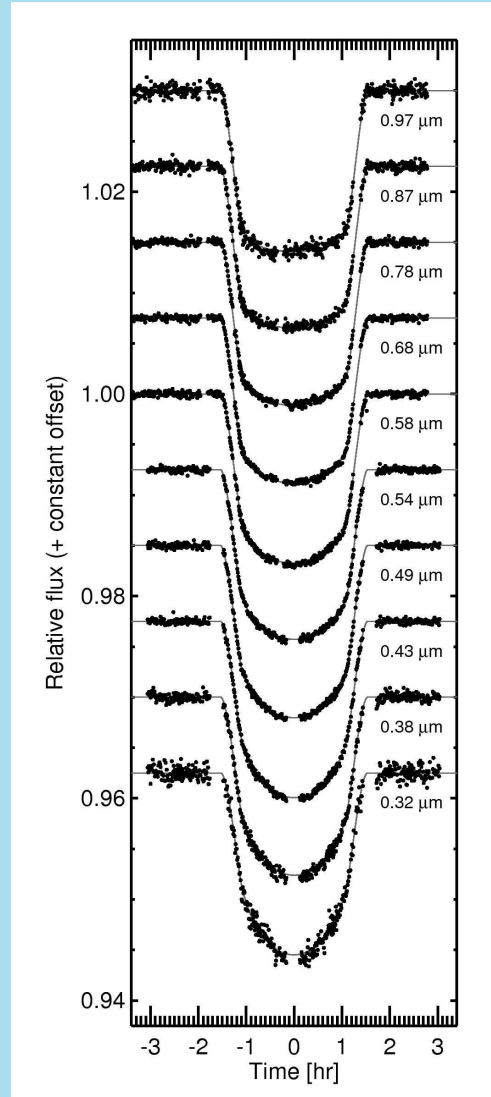 0.97 μm
0.87 μm
1.02
0.78 μm
0.68 μm
1.00
0.58 μm
0.54 μm
0.98
0.49 μm
0.43 μm
0.38 μm
0.96
0.32 μm
0.94
Relative flux (+ constant offset)
-3 -2 -1 0 1 2 3
Time [hr]